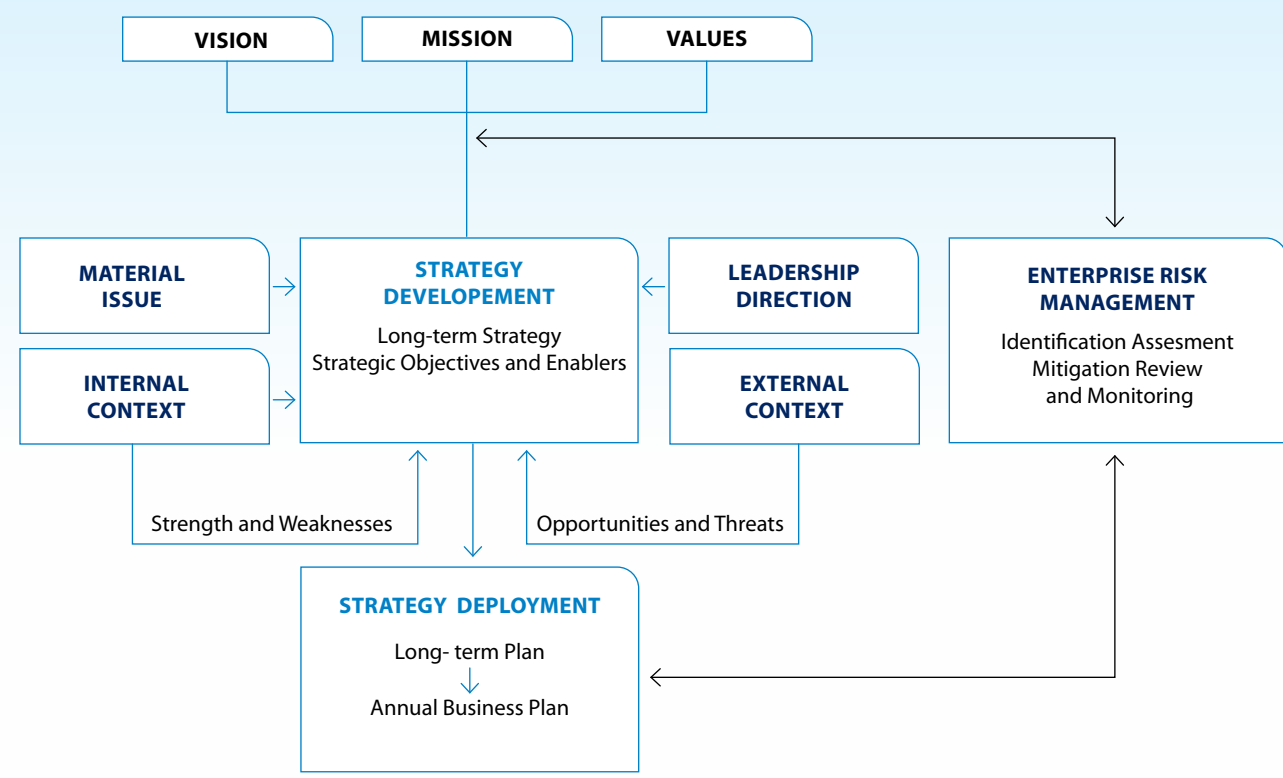 VISION
MISSION
VALUES
MATERIAL
ISSUE
STRATEGY
DEVELOPEMENT
Long-term Strategy
Strategic Objectives and Enablers
LEADERSHIP
DIRECTION
ENTERPRISE RISK
MANAGEMENT
Identification Assesment
Mitigation Review
and Monitoring
INTERNAL
CONTEXT
EXTERNAL
CONTEXT
Strength and Weaknesses
Opportunities and Threats
STRATEGY DEPLOYMENT
Long- term Plan
Annual Business Plan